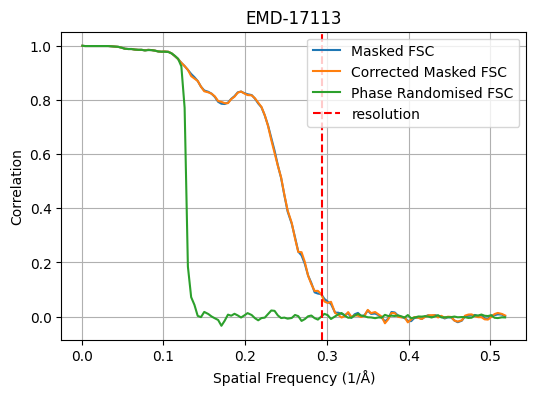 EMD-17113
Masked FSC
Corrected Masked FSC
Phase Randomised FSC
resolution
Correlation
1.0
0.8
0.6
0.4
0.2
0.0
0.0 0.1 0.2 0.3 0.4 0.5
Spatial Frequency (1/Å)